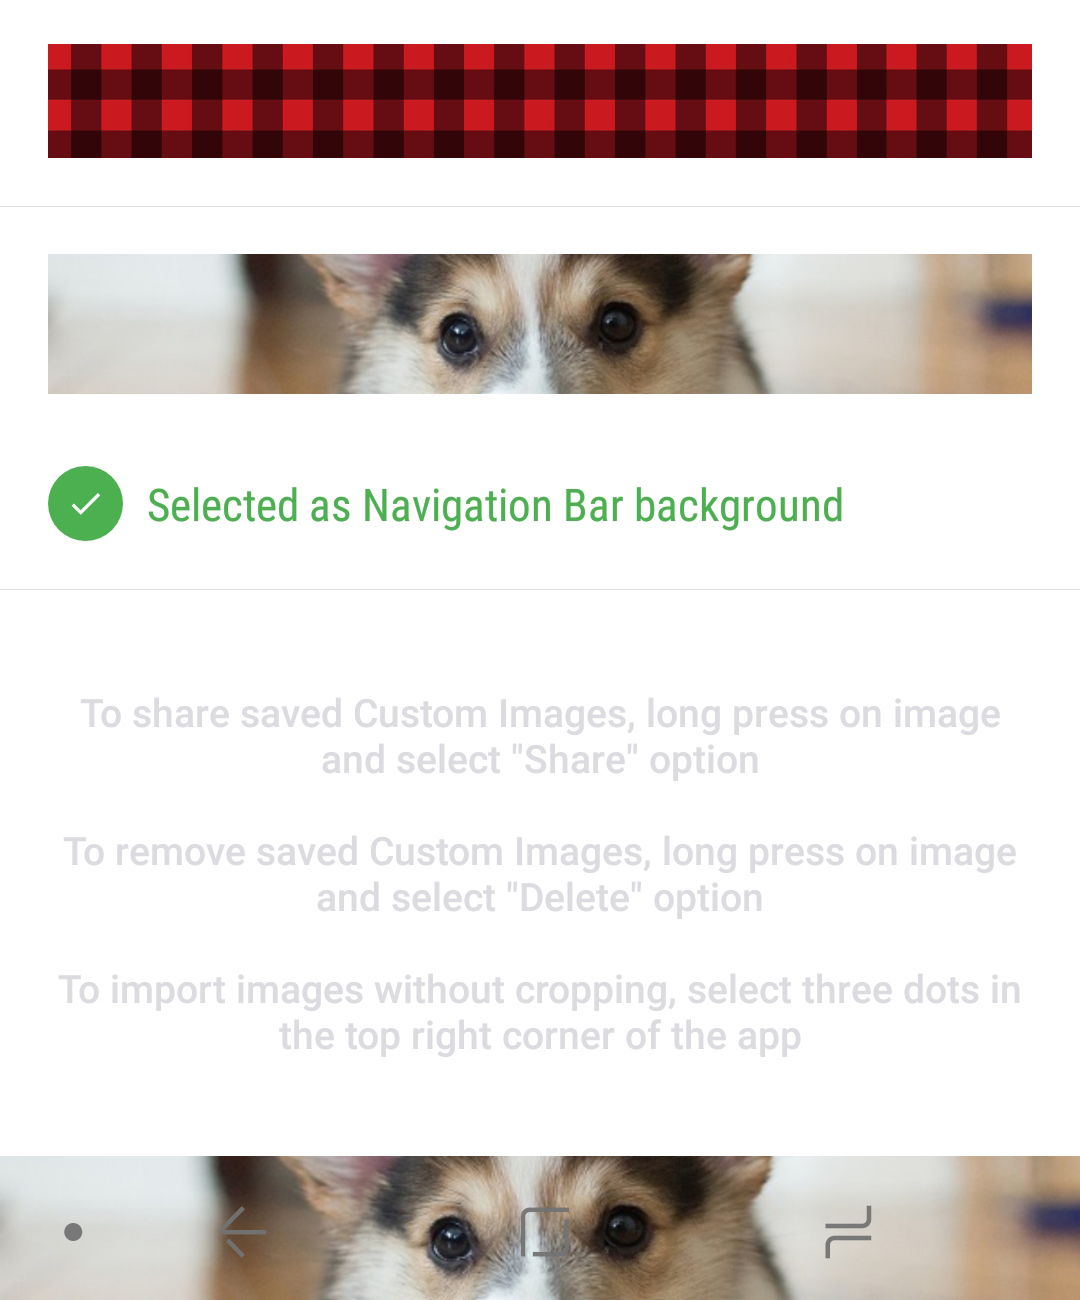 Selected as Navigation Bar background
To share saved Custom Images, long press on image
and select "Share" option
To remove saved Custom Images, long press on image
and select "Delete" option
To import images without cropping, select three dots in
the top right corner of the app